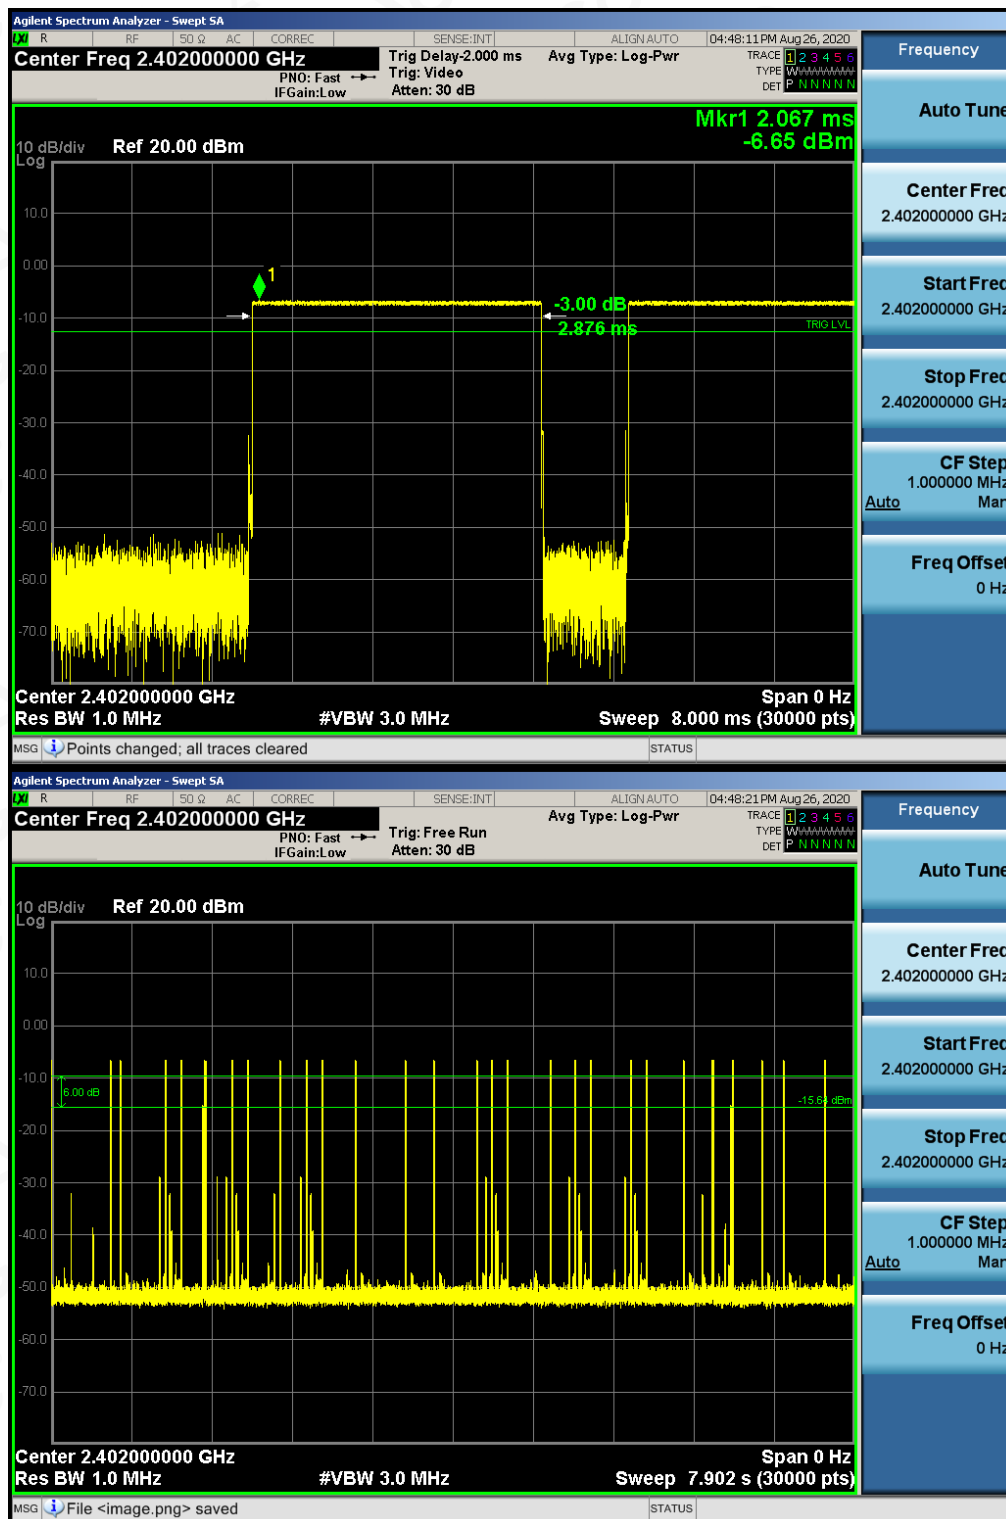 Agilent Spectrum Analyzer - Swept SA
LXI R RF 50 Ω AC CORREC SENSE:INT ALIGN AUTO 04:48:11 PM Aug 26, 2020
Center Freq 2.402000000 GHz
PNO: Fast
IFGain:Low
Trig Delay-2.000 ms
Trig: Video
Atten: 30 dB
Avg Type: Log-Pwr
TRACE 1 2 3 4 5 6
TYPE W
DET P N N N N N
Frequency
Mkr1 2.067 ms
-6.65 dBm
10 dB/div Ref 20.00 dBm
Log
10.0
0.00
-10.0
-20.0
-30.0
-40.0
-50.0
-60.0
-70.0
1
-3.00 dB
2.876 ms
TRIG LVL
Center 2.402000000 GHz Span 0 Hz
Res BW 1.0 MHz #VBW 3.0 MHz Sweep 8.000 ms (30000 pts)
MSG Points changed; all traces cleared STATUS
Auto Tune
Center Freq
2.402000000 GHz
Start Freq
2.402000000 GHz
Stop Freq
2.402000000 GHz
CF Step
1.000000 MHz
Auto Man
Freq Offset
0 Hz
Agilent Spectrum Analyzer - Swept SA
LXI R RF 50 Ω AC CORREC SENSE:INT ALIGN AUTO 04:48:21 PM Aug 26, 2020
Center Freq 2.402000000 GHz
PNO: Fast
IFGain:Low
Trig: Free Run
Atten: 30 dB
Avg Type: Log-Pwr
TRACE 1 2 3 4 5 6
TYPE W
DET P N N N N N
Frequency
10 dB/div Ref 20.00 dBm
Log
10.0
0.00
-10.0
-20.0
-30.0
-40.0
-50.0
-60.0
-70.0
6.00 dB
-15.64 dBm
Center 2.402000000 GHz Span 0 Hz
Res BW 1.0 MHz #VBW 3.0 MHz Sweep 7.902 s (30000 pts)
MSG File <image.png> saved STATUS
Auto Tune
Center Freq
2.402000000 GHz
Start Freq
2.402000000 GHz
Stop Freq
2.402000000 GHz
CF Step
1.000000 MHz
Auto Man
Freq Offset
0 Hz